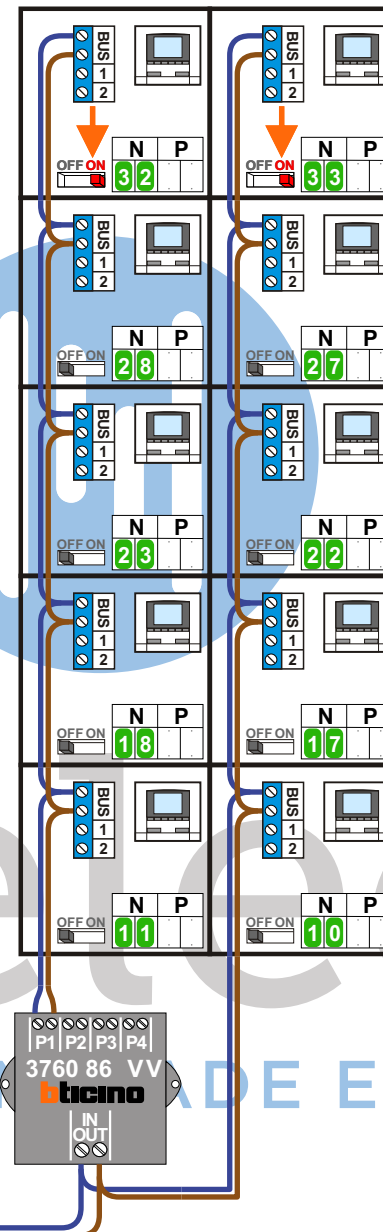 BUS BUS
1 1
2 2
N P N P
OFF ON 3 2 OFF ON 3 3
BUS BUS
1 1
2 2
N P N P
OFF ON 2 8 OFF ON 2 7
BUS BUS
1 1
2 2
N P N P
OFF ON 2 3 OFF ON 2 2
BUS BUS
1 1
2 2
N P N P
OFF ON 1 8 OFF ON 1 7
BUS BUS
1 1
2 2
N P N P
OFF ON 1 1 OFF ON 1 0
P1 P2 P3 P4
3760 86 VV
bticino
IN
OUT